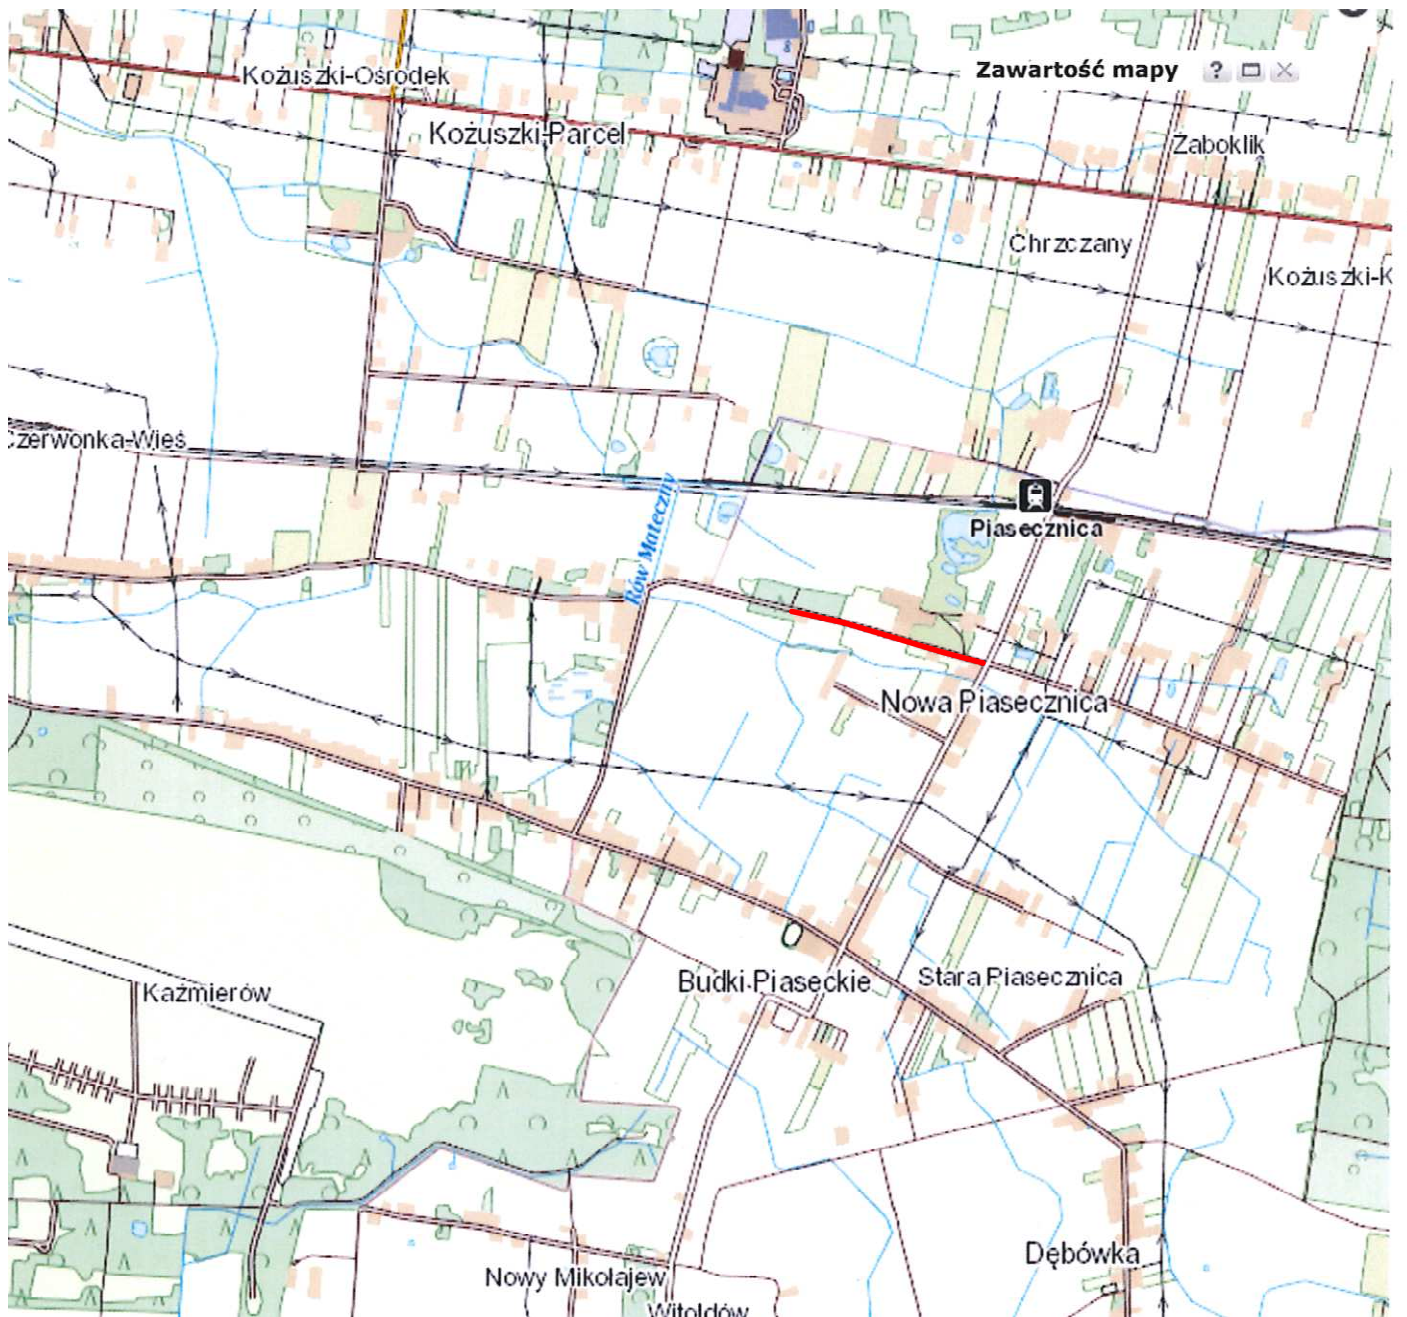 Zawartość mapy ?
Kożuszki-Ośrodek
Kożuszki-Parcel
Zaboklik
Chrzczany
Kożuszki-K
Czerwonka-Wieś
Rów Mateczny
Piasecznica
Nowa Piasecznica
Budki Piaseckie
Stara Piasecznica
Kaźmierów
Dębówka
Nowy Mikołajew
Witoldów